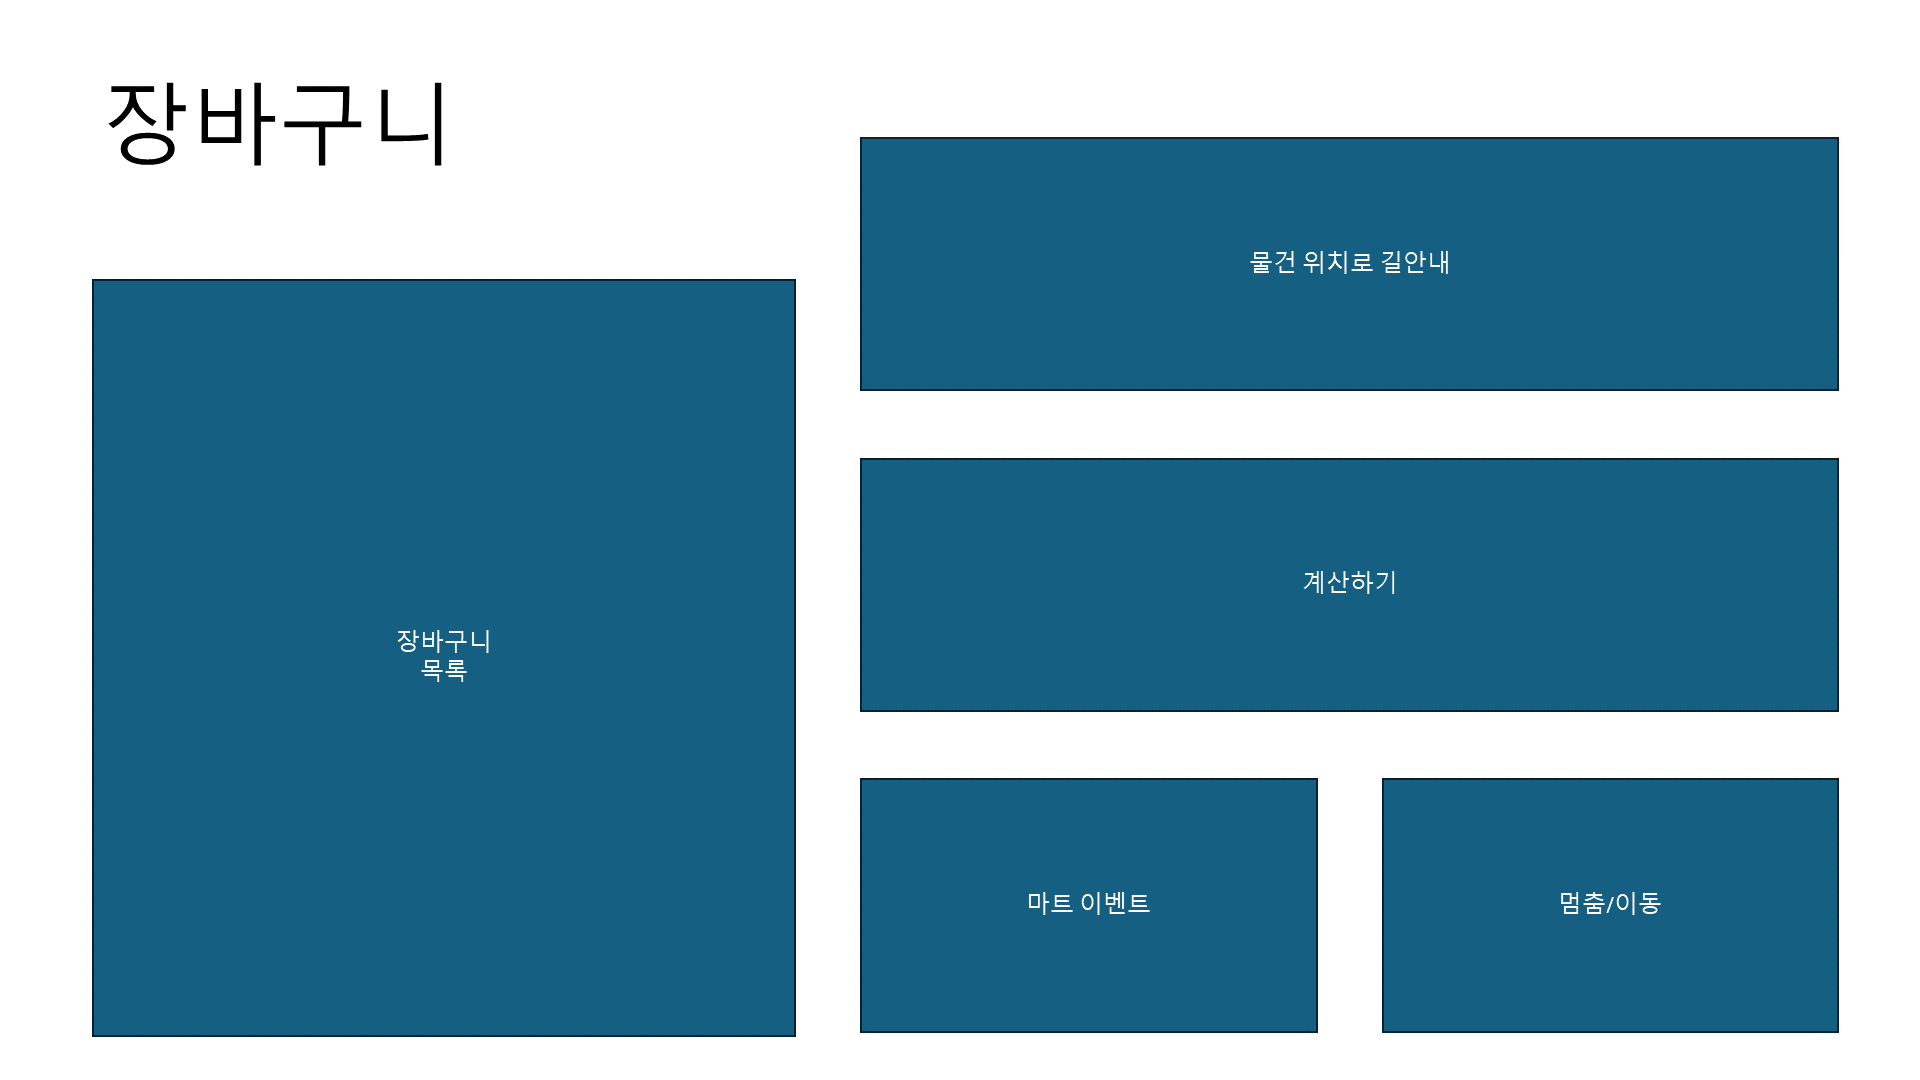 장바구니
장바구니
목록
물건 위치로 길안내
계산하기
마트 이벤트
멈춤/이동